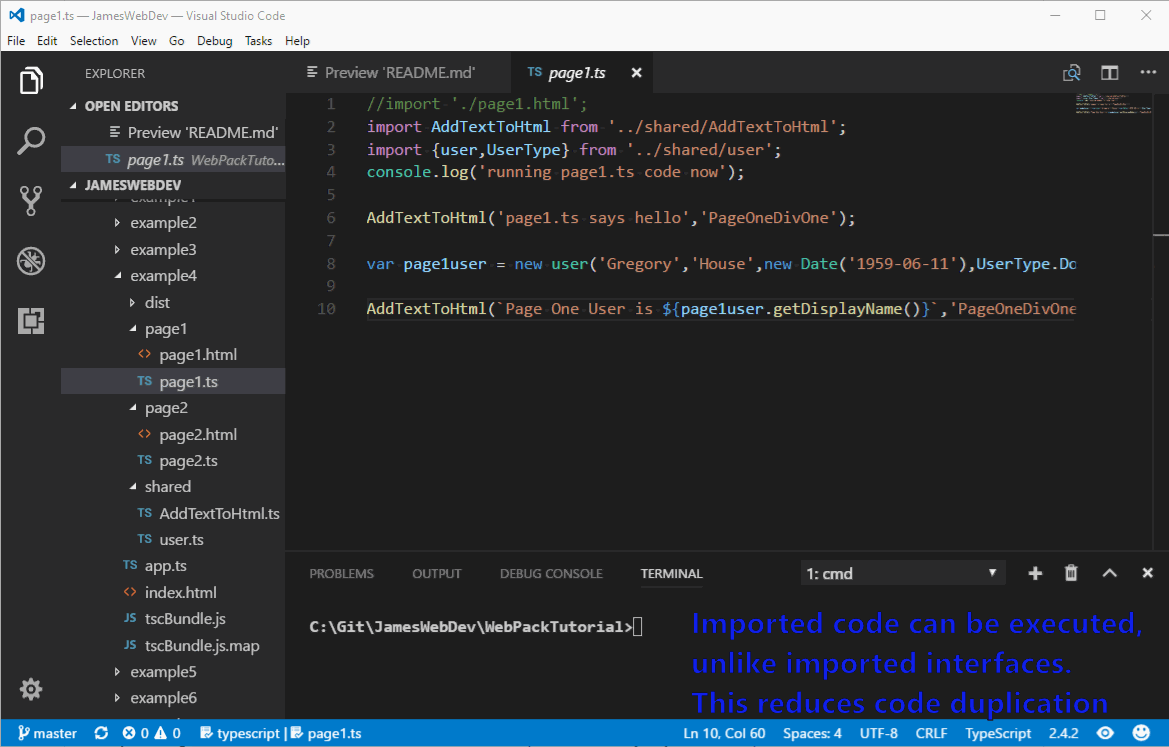 page1.ts — JamesWebDev — Visual Studio Code
File Edit Selection View Go Debug Tasks Help
EXPLORER
OPEN EDITORS
Preview 'README.md'
TS page1.ts WebPackTuto...
JAMESWEBDEV
example1
example2
example3
example4
dist
page1
<> page1.html
TS page1.ts
page2
<> page2.html
TS page2.ts
shared
TS AddTextToHtml.ts
TS user.ts
TS app.ts
<> index.html
JS tscBundle.js
JS tscBundle.js.map
example5
example6
Preview 'README.md' TS page1.ts
1 //import './page1.html';
2 import AddTextToHtml from '../shared/AddTextToHtml';
3 import {user,UserType} from '../shared/user';
4 console.log('running page1.ts code now');
5
6 AddTextToHtml('page1.ts says hello','PageOneDivOne');
7
8 var page1user = new user('Gregory','House',new Date('1959-06-11'),UserType.Do
9
10 AddTextToHtml(`Page One User is ${page1user.getDisplayName()}`,'PageOneDivOne
PROBLEMS OUTPUT DEBUG CONSOLE TERMINAL 1: cmd
C:\Git\JamesWebDev\WebPackTutorial>
Imported code can be executed,
unlike imported interfaces.
This reduces code duplication
master 0 0 typescript | page1.ts Ln 10, Col 60 Spaces: 4 UTF-8 CRLF TypeScript 2.4.2